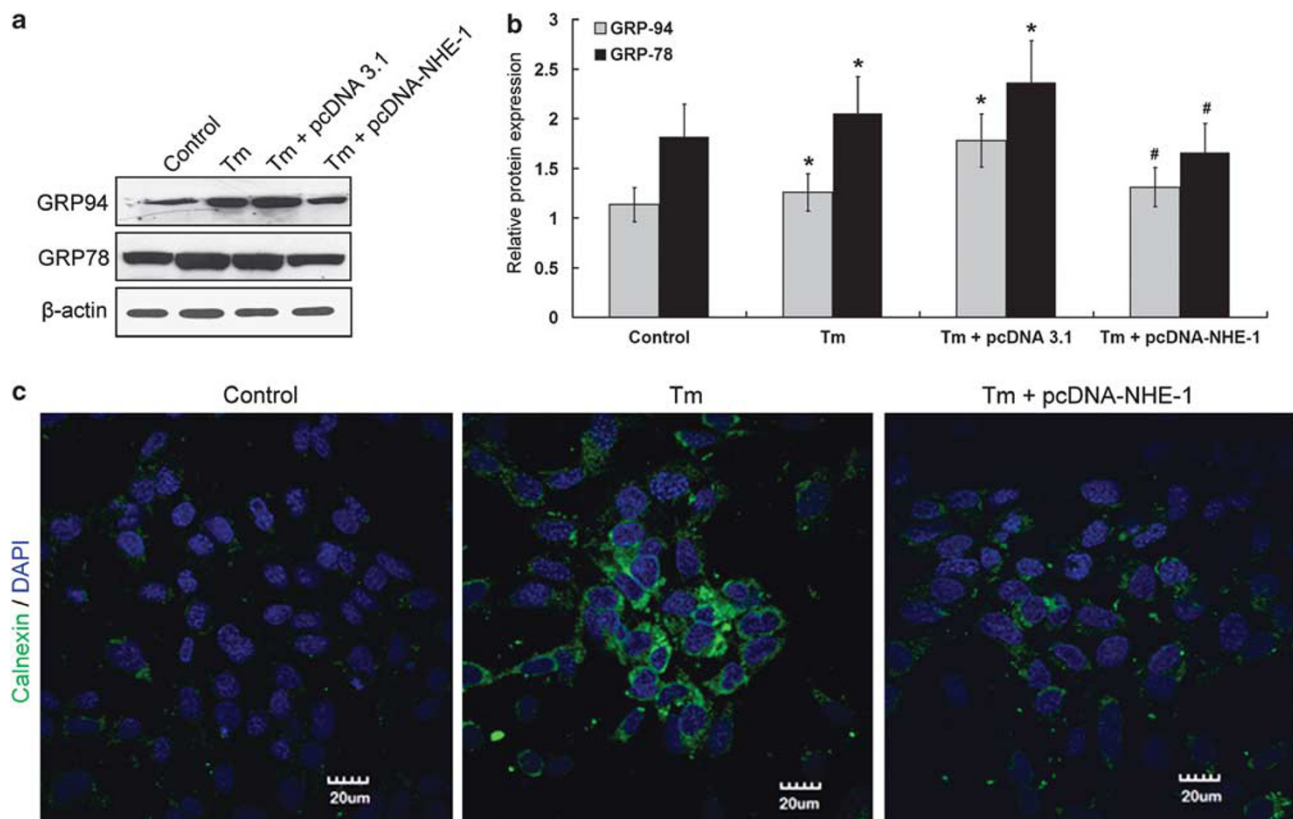 a
Control
Tm
Tm + pcDNA 3.1
Tm + pcDNA-NHE-1
GRP94
GRP78
β-actin
b
Relative protein expression
3
2.5
2
1.5
1
0.5
0
GRP-94
GRP-78
*
*
*
*
#
#
Control
Tm
Tm + pcDNA 3.1
Tm + pcDNA-NHE-1
c
Control
Tm
Tm + pcDNA-NHE-1
Calnexin / DAPI
20um
20um
20um